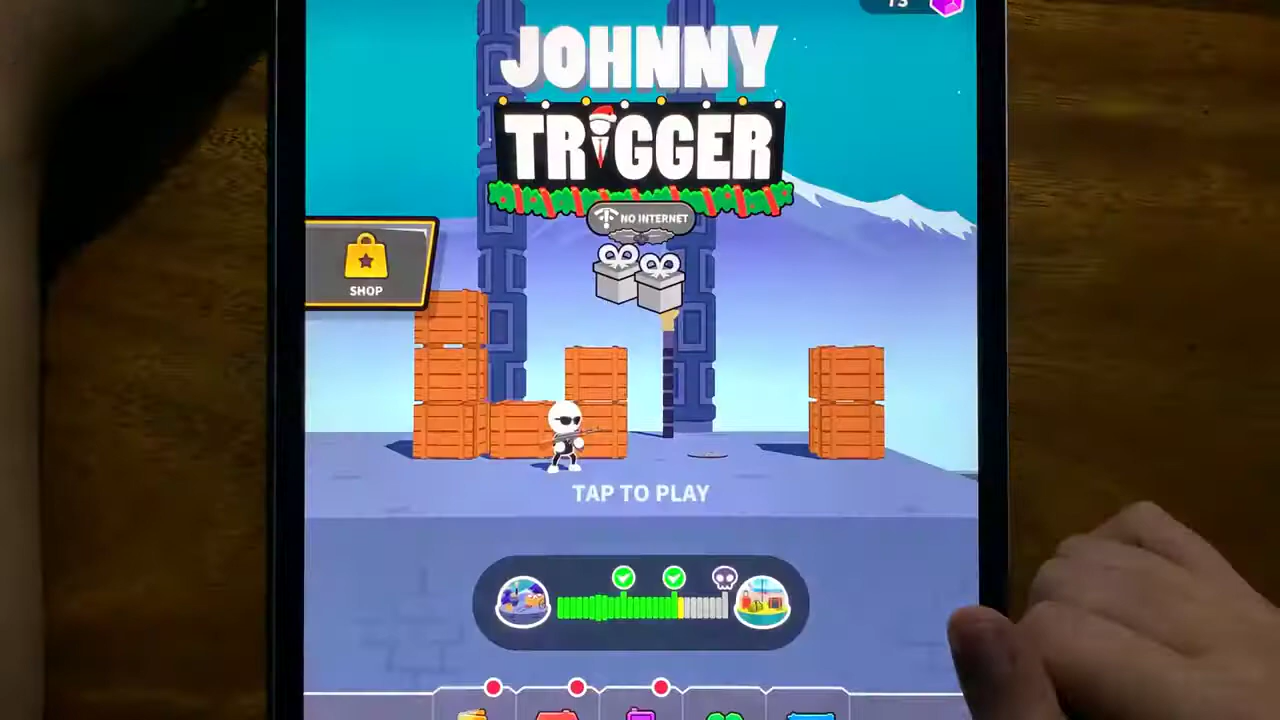 JOHNNY
TRIGGER
NO INTERNET
SHOP
TAP TO PLAY